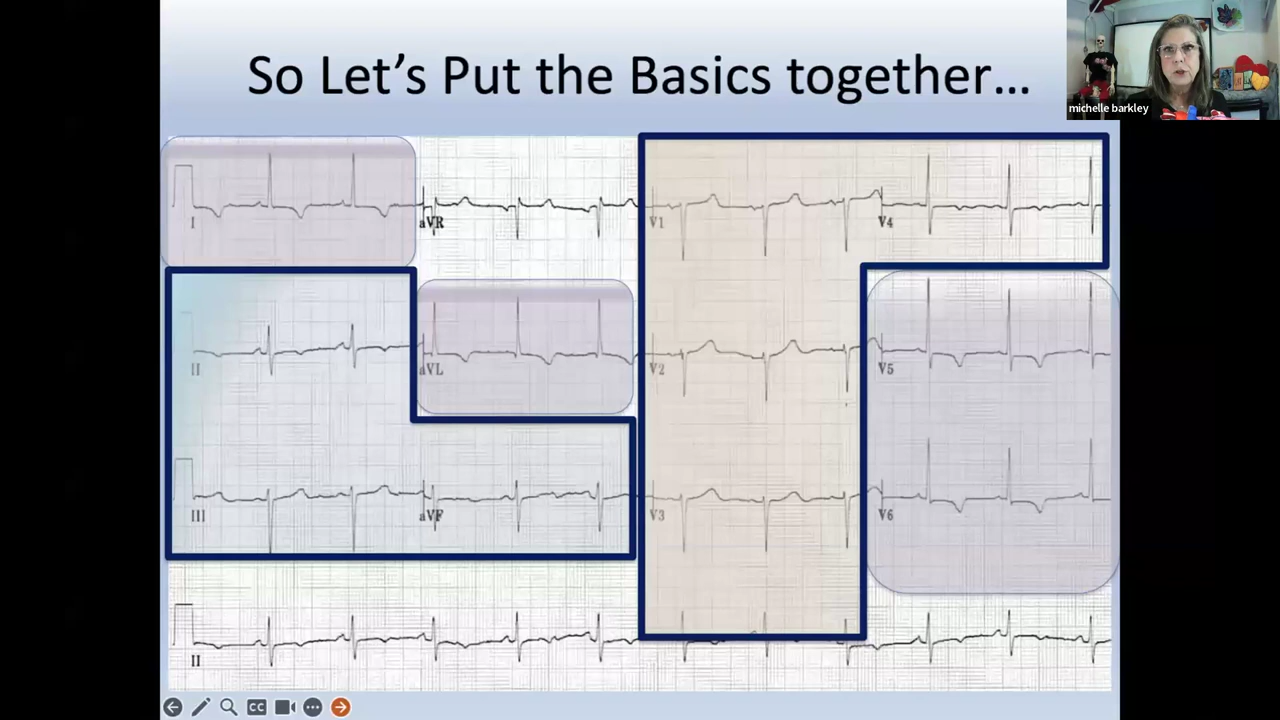 So Let's Put the Basics together...
michelle barkley
I
aVR
V1
V4
II
aVL
V2
V5
III
aVF
V3
V6
II
CC